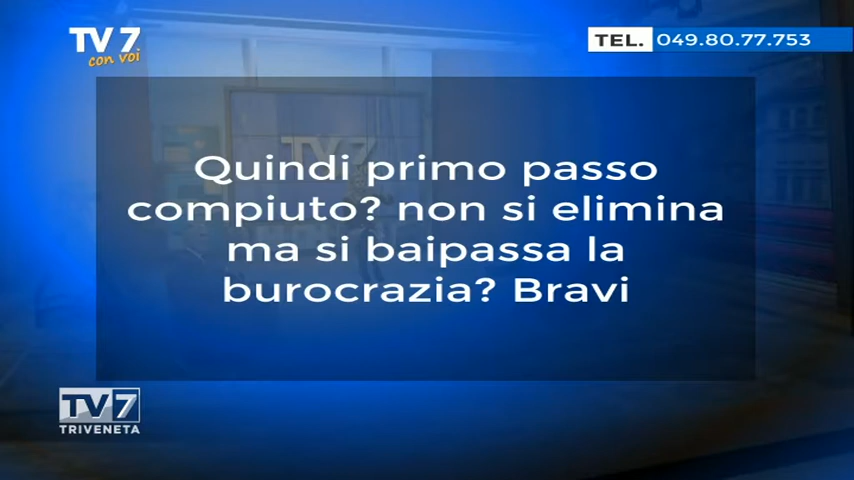 TV7
con voi
TEL. 049.80.77.753
TV7
Quindi primo passo
compiuto? non si elimina
ma si baipassa la
burocrazia? Bravi
TV7
TRIVENETA